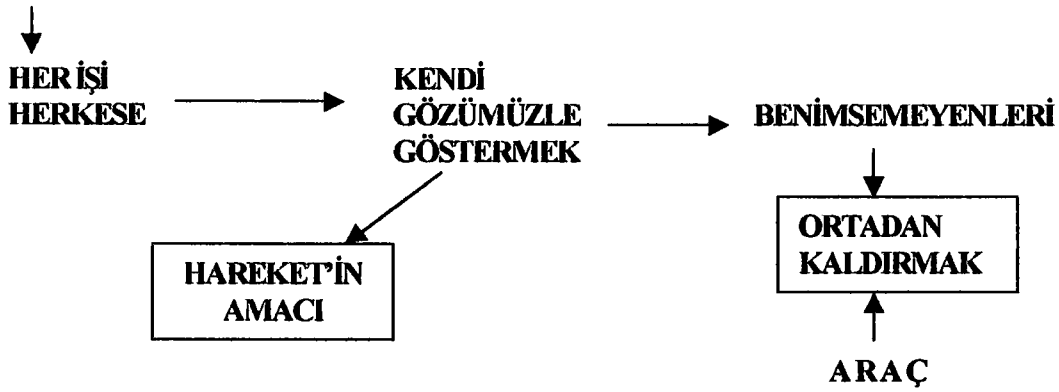 HER İŞİ
HERKESE
KENDİ
GÖZÜMÜZLE
GÖSTERMEK
BENİMSEMEYENLERİ
HAREKET'İN
AMACI
ORTADAN
KALDIRMAK
ARAÇ